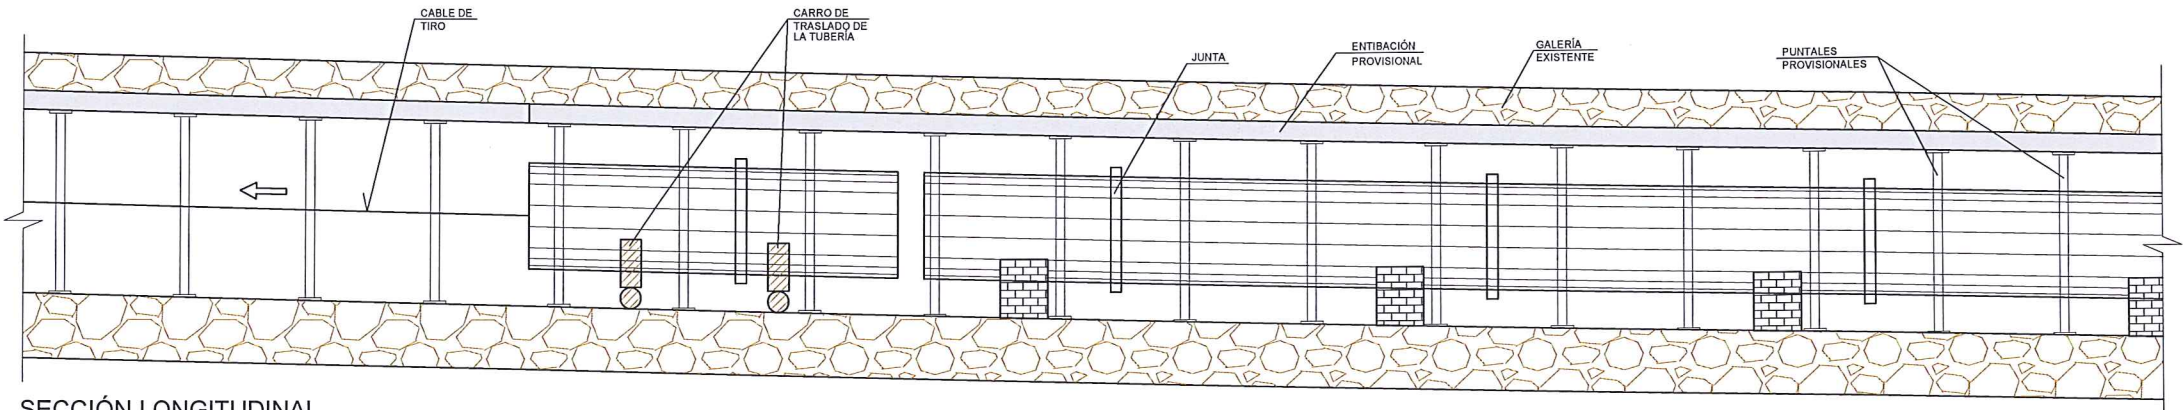 CABLE DE
TIRO
CARRO DE
TRASLADO DE
LA TUBERÍA
JUNTA
ENTIBACIÓN
PROVISIONAL
GALERÍA
EXISTENTE
PUNTALES
PROVISIONALES
SECCIÓN LONGITUDINAL